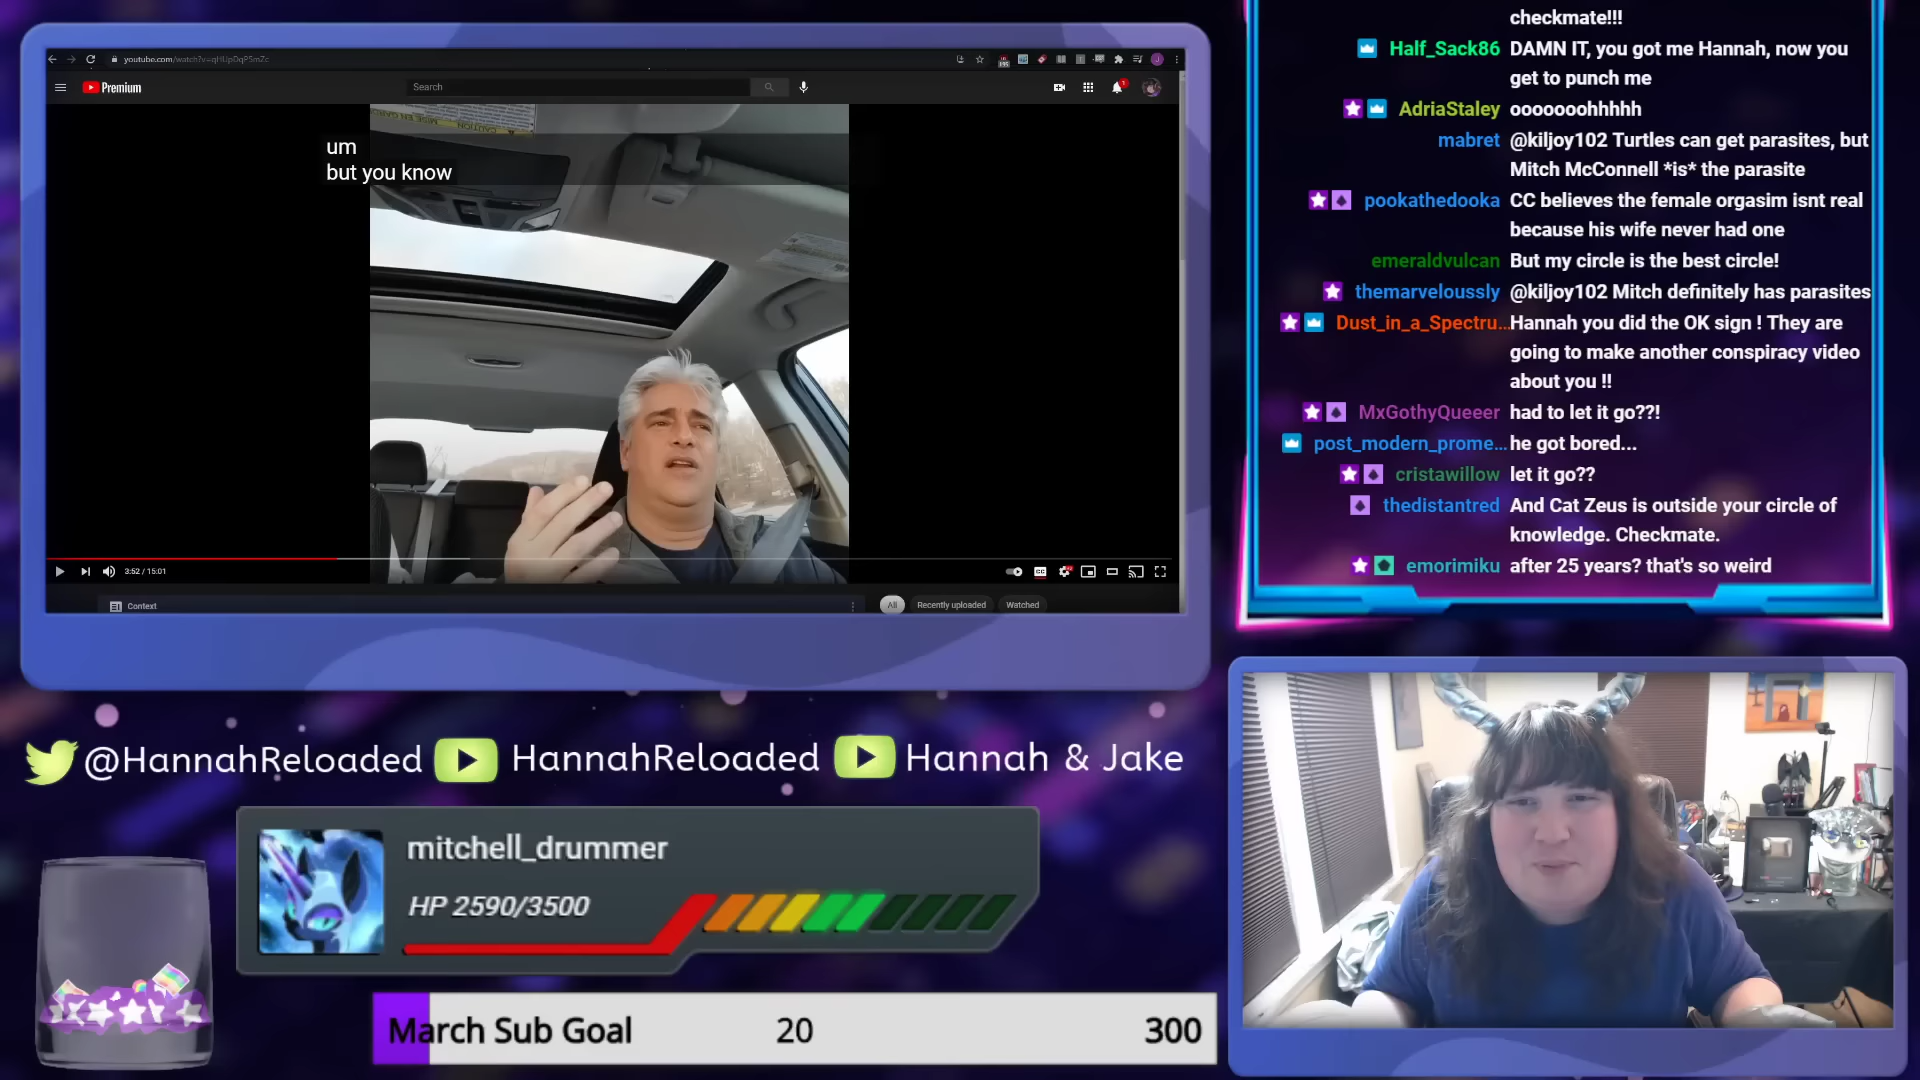 youtube.com/watch?v=qHUpDqPSmZc
Premium
Search
um
but you know
3:52 / 15:01
Context
All
Recently uploaded
Watched
checkmate!!!
Half_Sack86 DAMN IT, you got me Hannah, now you
get to punch me
AdriaStaley ooooooohhhhh
mabret @kiljoy102 Turtles can get parasites, but
Mitch McConnell *is* the parasite
pookathedooka CC believes the female orgasim isnt real
because his wife never had one
emeraldvulcan But my circle is the best circle!
themarveloussly @kiljoy102 Mitch definitely has parasites
Dust_in_a_Spectru... Hannah you did the OK sign ! They are
going to make another conspiracy video
about you !!
MxGothyQueeer had to let it go??!
post_modern_prome... he got bored...
cristawillow let it go??
thedistantred And Cat Zeus is outside your circle of
knowledge. Checkmate.
emorimiku after 25 years? that's so weird
@HannahReloaded HannahReloaded Hannah & Jake
mitchell_drummer
HP 2590/3500
March Sub Goal 20 300